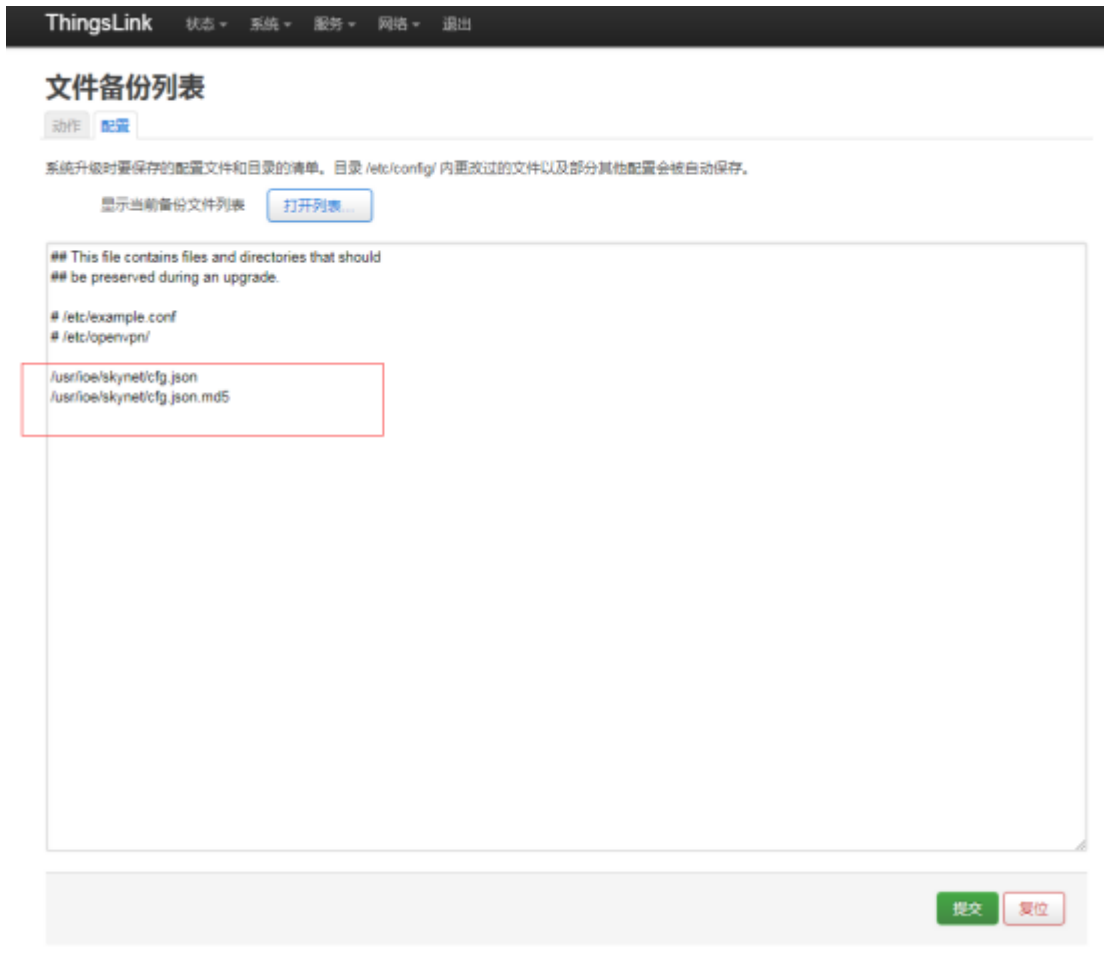 ThingsLink 状态 系统 服务 网络 退出
文件备份列表
动作 配置
系统升级时要保存的配置文件和目录的清单。目录 /etc/config/ 内更改过的文件以及部分其他配置会被自动保存。
显示当前备份文件列表 打开列表...
## This file contains files and directories that should
## be preserved during an upgrade.
# /etc/example.conf
# /etc/openvpn/
/usr/ioe/skynet/cfg.json
/usr/ioe/skynet/cfg.json.md5
提交 复位